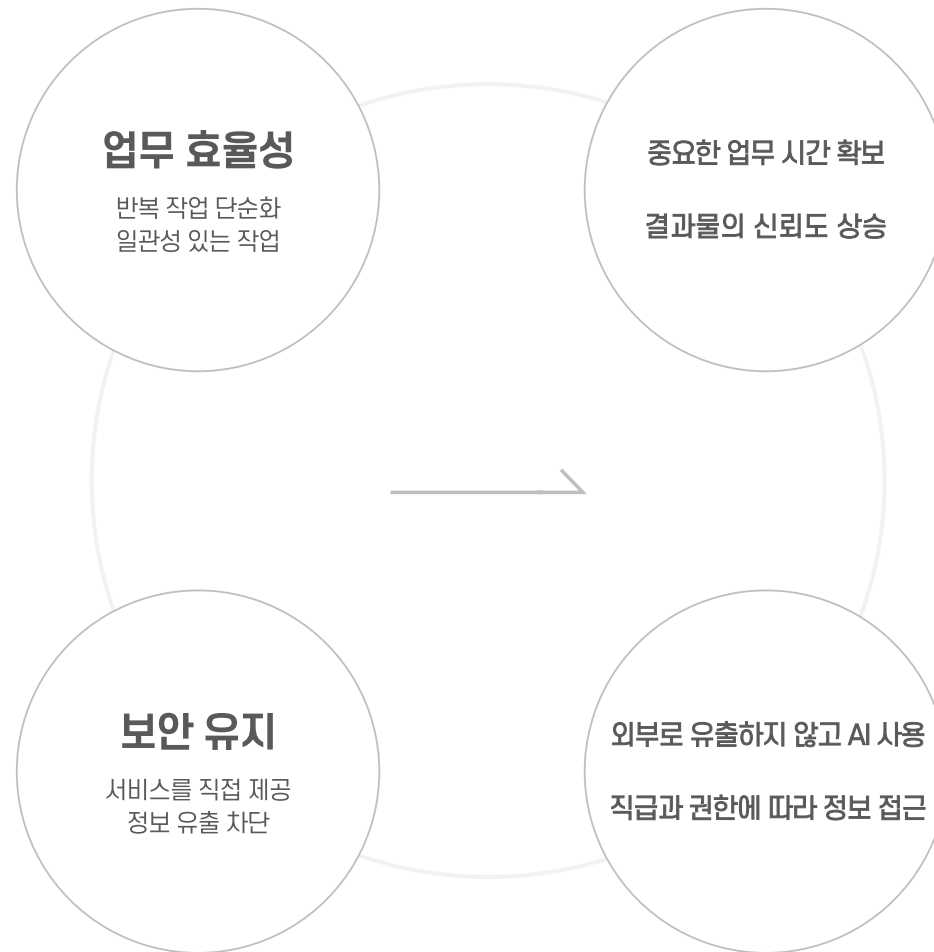 업무 효율성
반복 작업 단순화
일관성 있는 작업
중요한 업무 시간 확보
결과물의 신뢰도 상승
보안 유지
서비스를 직접 제공
정보 유출 차단
외부로 유출하지 않고 AI 사용
직급과 권한에 따라 정보 접근